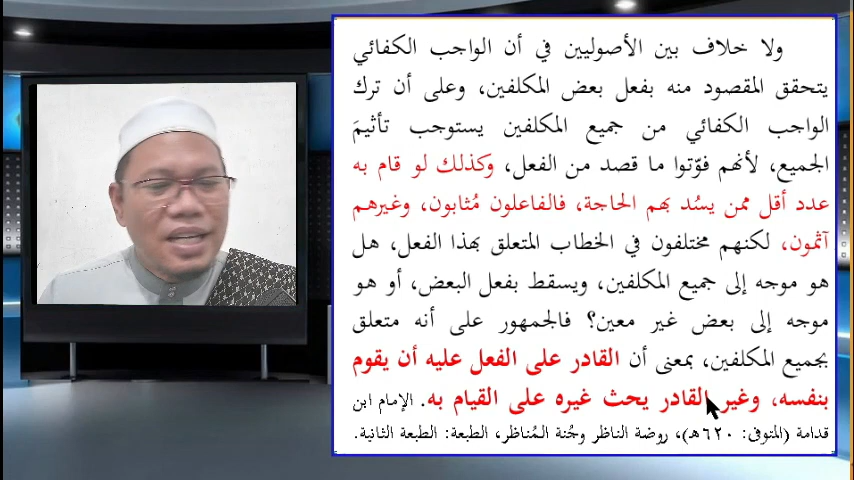 ولا خلاف بين الأصوليين في أن الواجب الكفائي
يتحقق المقصود منه بفعل بعض المكلفين، وعلى أن ترك
الواجب الكفائي من جميع المكلفين يستوجب تأثيمَ
الجميع، لأنهم فوّتوا ما قصد من الفعل، وكذلك لو قام به
عدد أقل ممن يسُد بهم الحاجة، فالفاعلون مُثابون، وغيرهم
آثمون، لكنهم مختلفون في الخطاب المتعلق بهذا الفعل، هل
هو موجه إلى جميع المكلفين، ويسقط بفعل البعض، أو هو
موجه إلى بعض غير معين؟ فالجمهور على أنه متعلق
بجميع المكلفين، بمعنى أن القادر على الفعل عليه أن يقوم
بنفسه، وغير القادر يحث غيره على القيام به. الإمام ابن
قدامة (المتوفى: ٦٢٠هـ)، روضة الناظر وجُنة المُناظر، الطبعة: الطبعة الثانية.